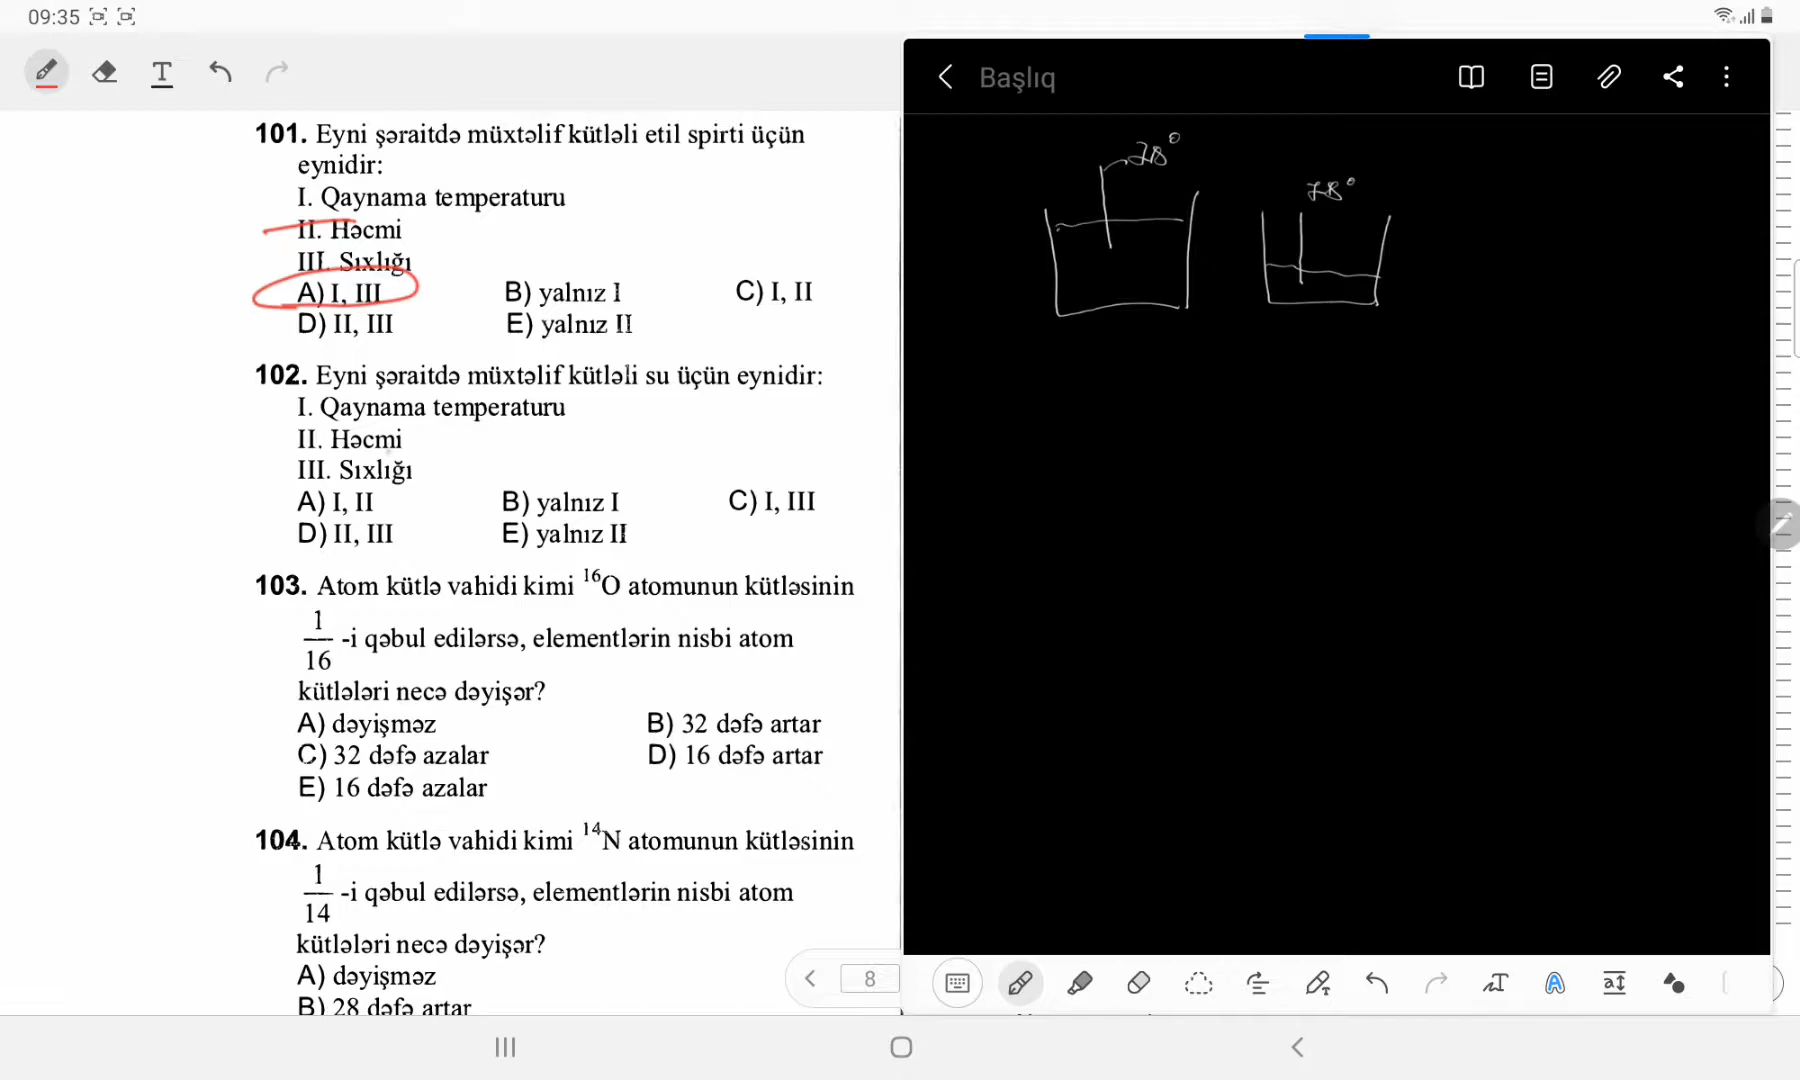 09:35
Başlıq
101. Eyni şəraitdə müxtəlif kütləli etil spirti üçün
eynidir:
I. Qaynama temperaturu
II. Həcmi
III. Sıxlığı
A) I, III B) yalnız I C) I, II
D) II, III E) yalnız II
102. Eyni şəraitdə müxtəlif kütləli su üçün eynidir:
I. Qaynama temperaturu
II. Həcmi
III. Sıxlığı
A) I, II B) yalnız I C) I, III
D) II, III E) yalnız II
103. Atom kütlə vahidi kimi ¹⁶O atomunun kütləsinin
1/16 -i qəbul edilərsə, elementlərin nisbi atom
kütlələri necə dəyişər?
A) dəyişməz B) 32 dəfə artar
C) 32 dəfə azalar D) 16 dəfə artar
E) 16 dəfə azalar
104. Atom kütlə vahidi kimi ¹⁴N atomunun kütləsinin
1/14 -i qəbul edilərsə, elementlərin nisbi atom
kütlələri necə dəyişər?
A) dəyişməz
B) 28 dəfə artar
8
78°
78°